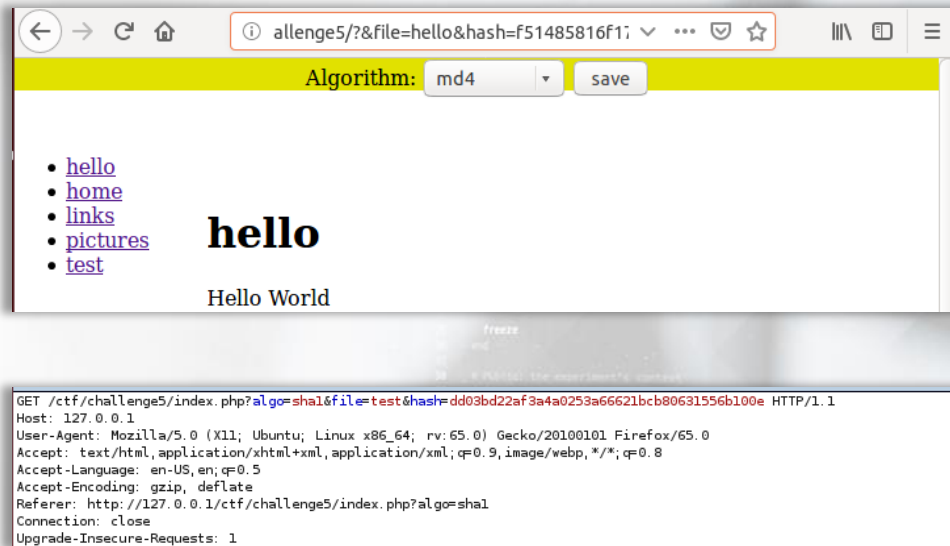 allenge5/?&file=hello&hash=f51485816f17
Algorithm: md4 save
hello
home
links
pictures
test
hello
Hello World
freeze
end
GET /ctf/challenge5/index.php?algo=sha1&file=test&hash=dd03bd22af3a4a0253a66621bcb80631556b100e HTTP/1.1
Host: 127.0.0.1
User-Agent: Mozilla/5.0 (X11; Ubuntu; Linux x86_64; rv:65.0) Gecko/20100101 Firefox/65.0
Accept: text/html,application/xhtml+xml,application/xml;q=0.9,image/webp,*/*;q=0.8
Accept-Language: en-US,en;q=0.5
Accept-Encoding: gzip, deflate
Referer: http://127.0.0.1/ctf/challenge5/index.php?algo=sha1
Connection: close
Upgrade-Insecure-Requests: 1